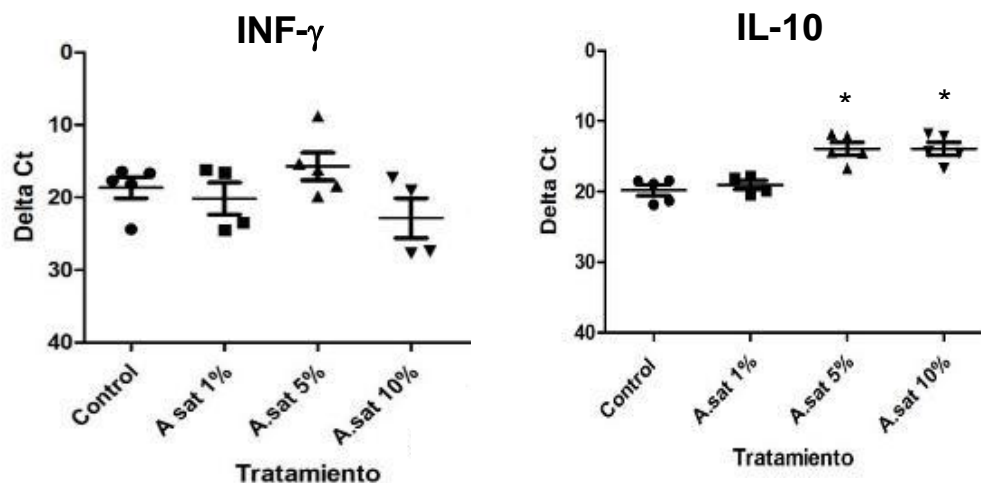 INF-γ
0
10
20
30
40
Delta Ct
Control
A.sat 1%
A.sat 5%
A.sat 10%
Tratamiento
IL-10
0
10
20
30
40
Delta Ct
* *
Control
A.sat 1%
A.sat 5%
A.sat 10%
Tratamiento